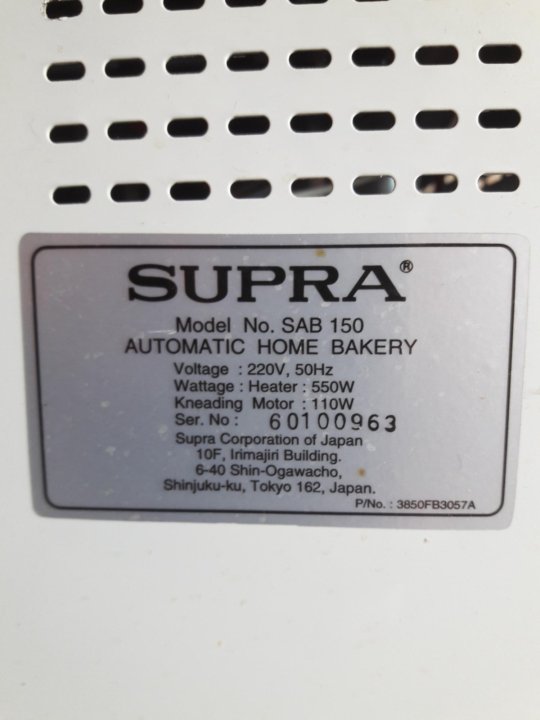 SUPRA®
Model No. SAB 150
AUTOMATIC HOME BAKERY
Voltage : 220V, 50Hz
Wattage : Heater : 550W
Kneading Motor : 110W
Ser. No : 60100963
Supra Corporation of Japan
10F, Irimajiri Building.
6-40 Shin-Ogawacho,
Shinjuku-ku, Tokyo 162, Japan.
P/No. : 3850FB3057A